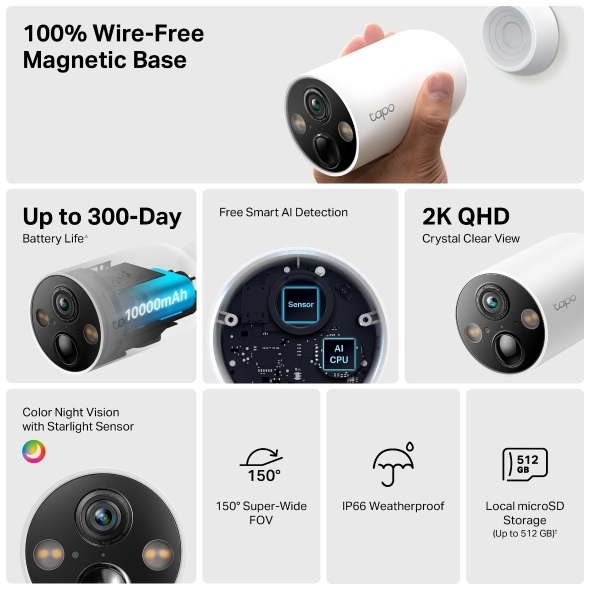 100% Wire-Free
Magnetic Base
tapo
Up to 300-Day
Battery Life△
10000mAh
Free Smart AI Detection
Sensor
AI
CPU
2K QHD
Crystal Clear View
tapo
Color Night Vision
with Starlight Sensor
150°
150° Super-Wide
FOV
IP66 Weatherproof
512
GB
Local microSD
Storage
(Up to 512 GB)†